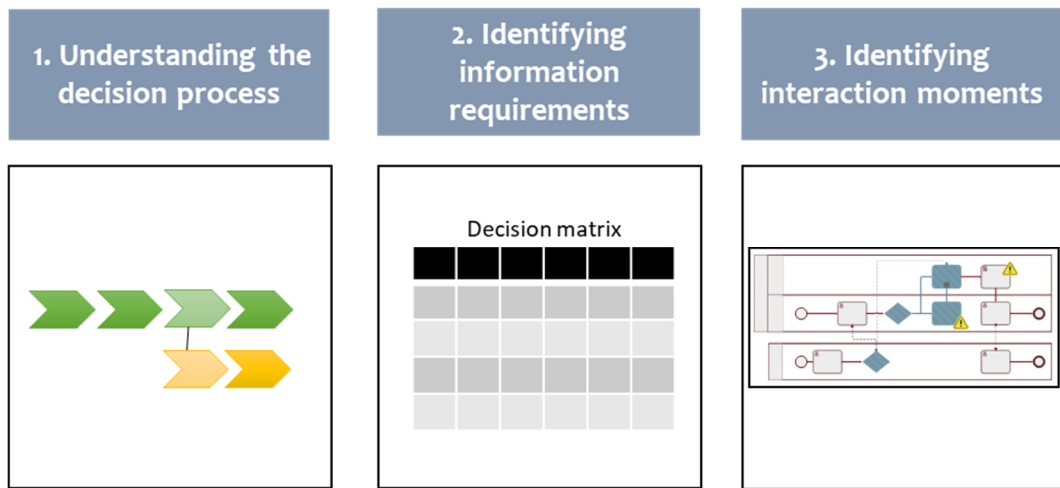 1. Understanding the
decision process
2. Identifying
information
requirements
3. Identifying
interaction moments
Decision matrix